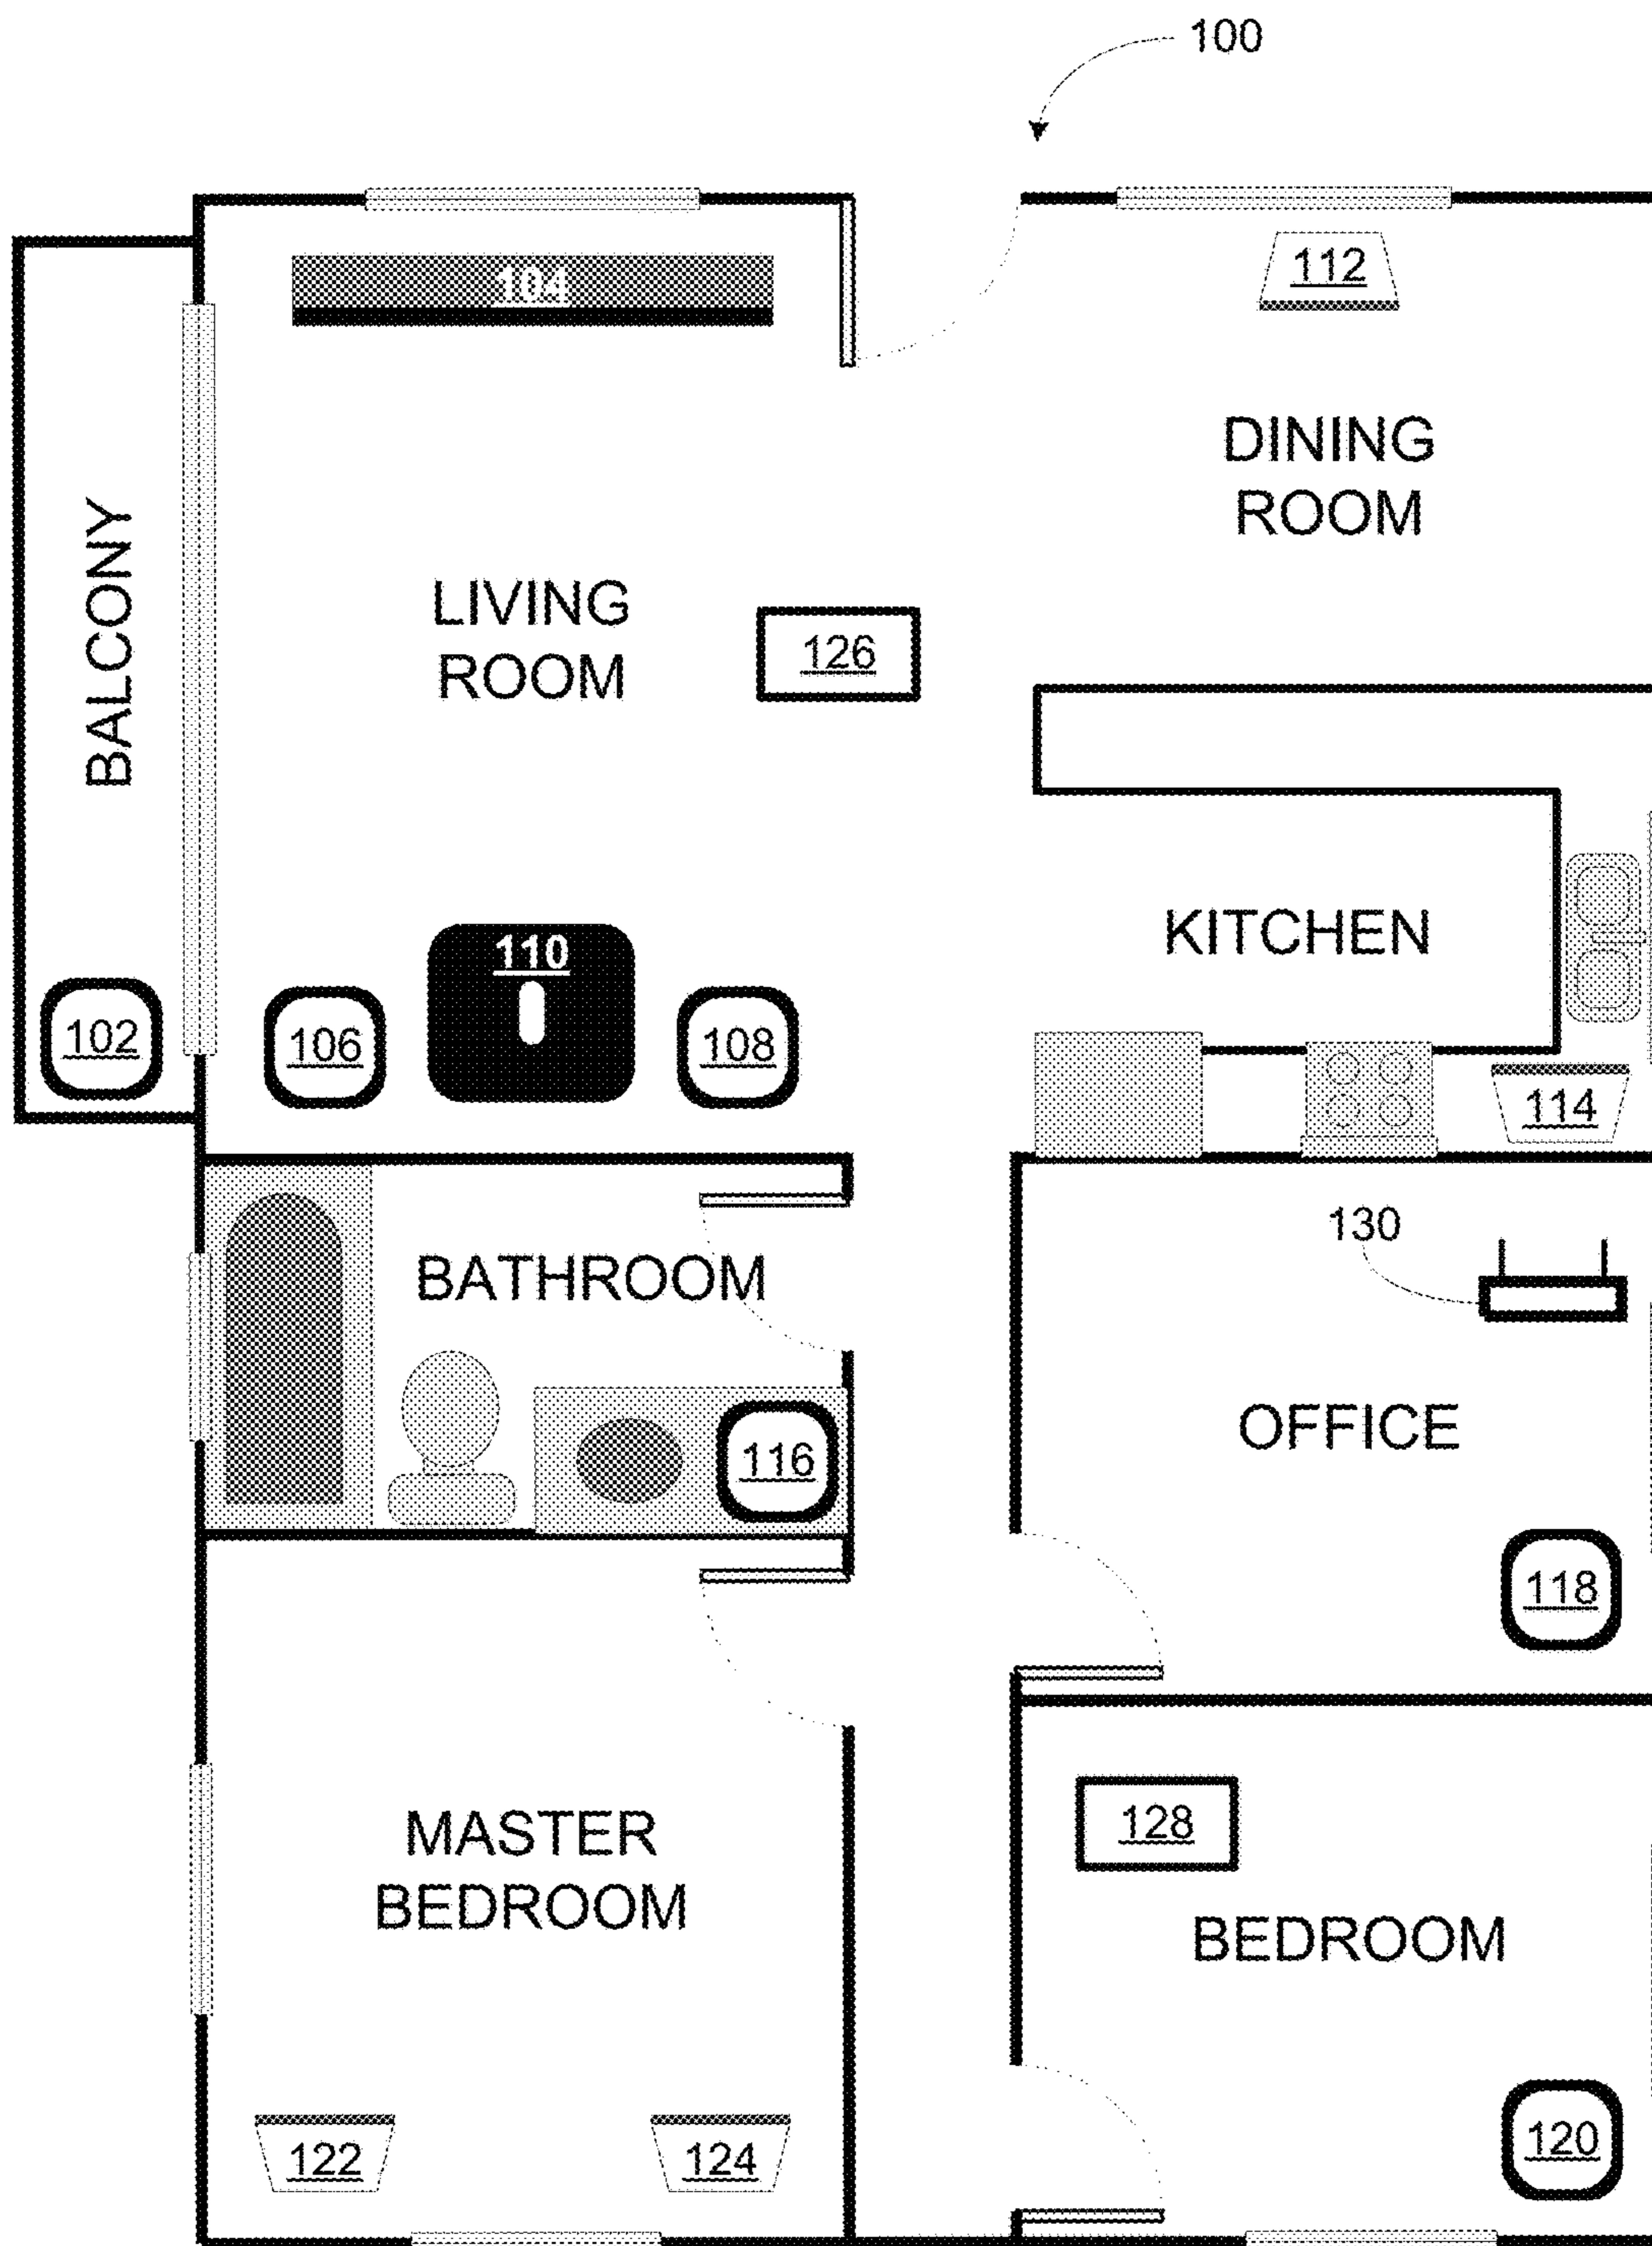 100
104
112
DINING
ROOM
BALCONY
LIVING
ROOM
126
KITCHEN
110
102
106
108
114
130
BATHROOM
OFFICE
116
118
128
MASTER
BEDROOM
BEDROOM
122
124
120